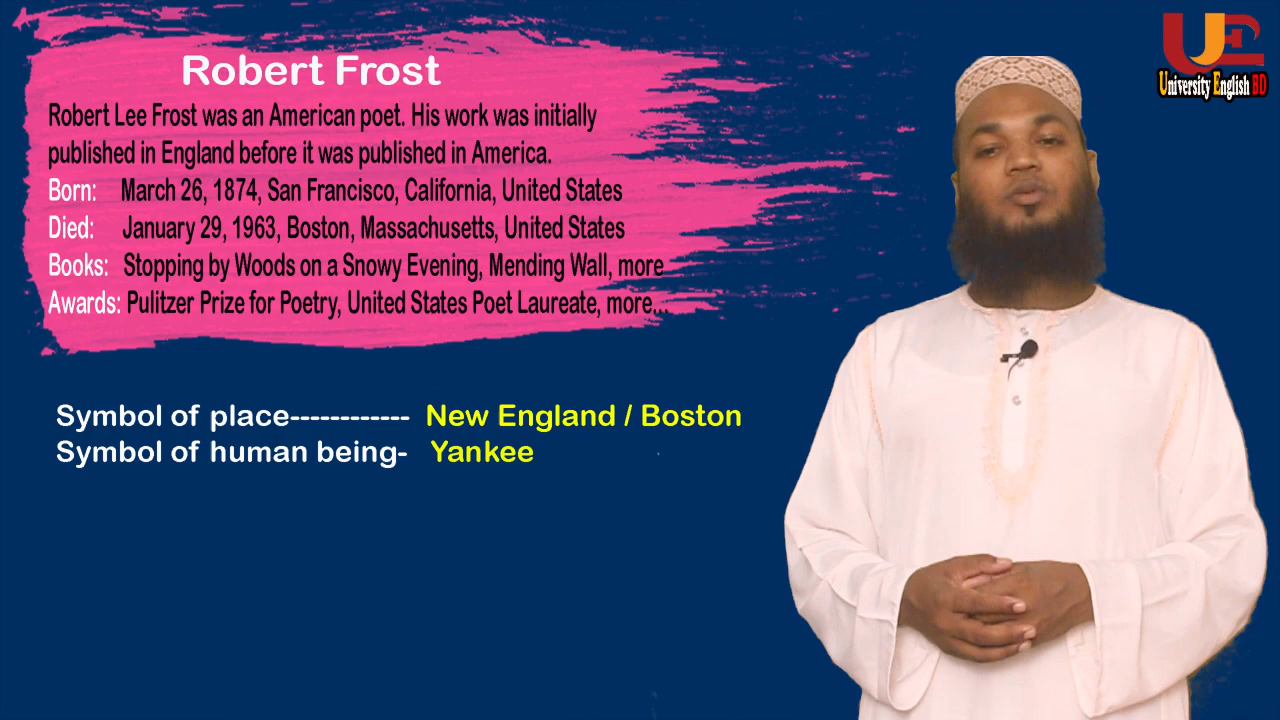 Robert Frost
Robert Lee Frost was an American poet. His work was initially
published in England before it was published in America.
Born: March 26, 1874, San Francisco, California, United States
Died: January 29, 1963, Boston, Massachusetts, United States
Books: Stopping by Woods on a Snowy Evening, Mending Wall, more
Awards: Pulitzer Prize for Poetry, United States Poet Laureate, more...
Symbol of place------------ New England / Boston
Symbol of human being- Yankee
UE
University English BD